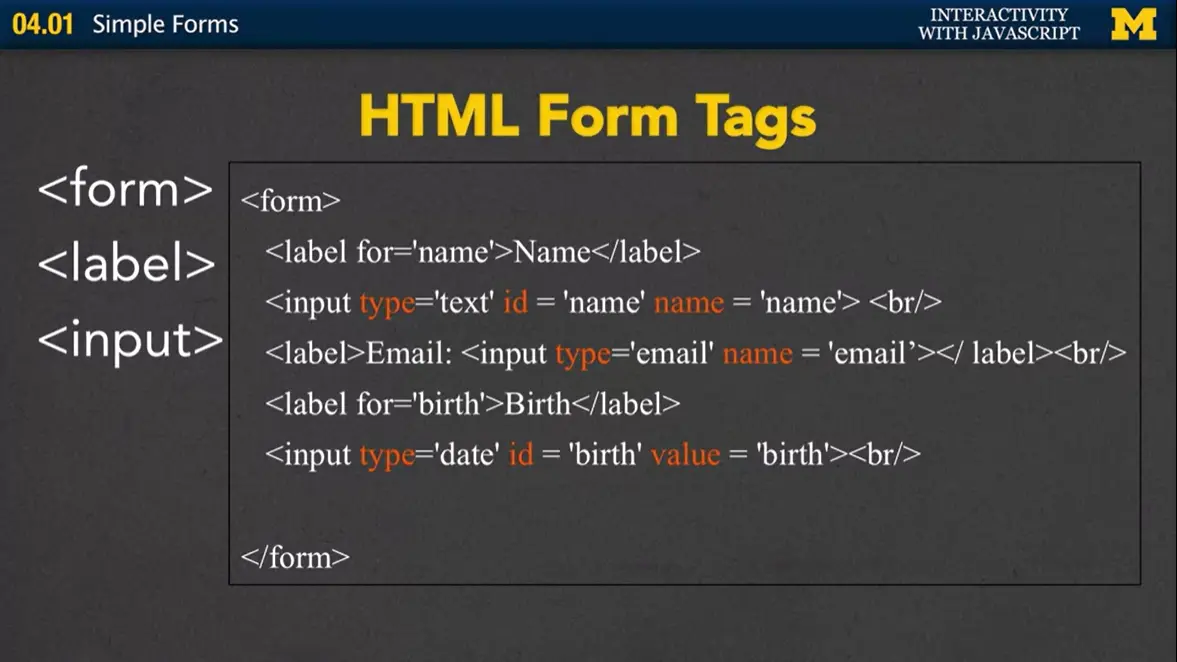 04.01 Simple Forms
INTERACTIVITY
WITH JAVASCRIPT
M
HTML Form Tags
<form>
<label>
<input>
<form>
<label for='name'>Name</label>
<input type='text' id = 'name' name = 'name'> <br/>
<label>Email: <input type='email' name = 'email’></ label><br/>
<label for='birth'>Birth</label>
<input type='date' id = 'birth' value = 'birth'><br/>
</form>